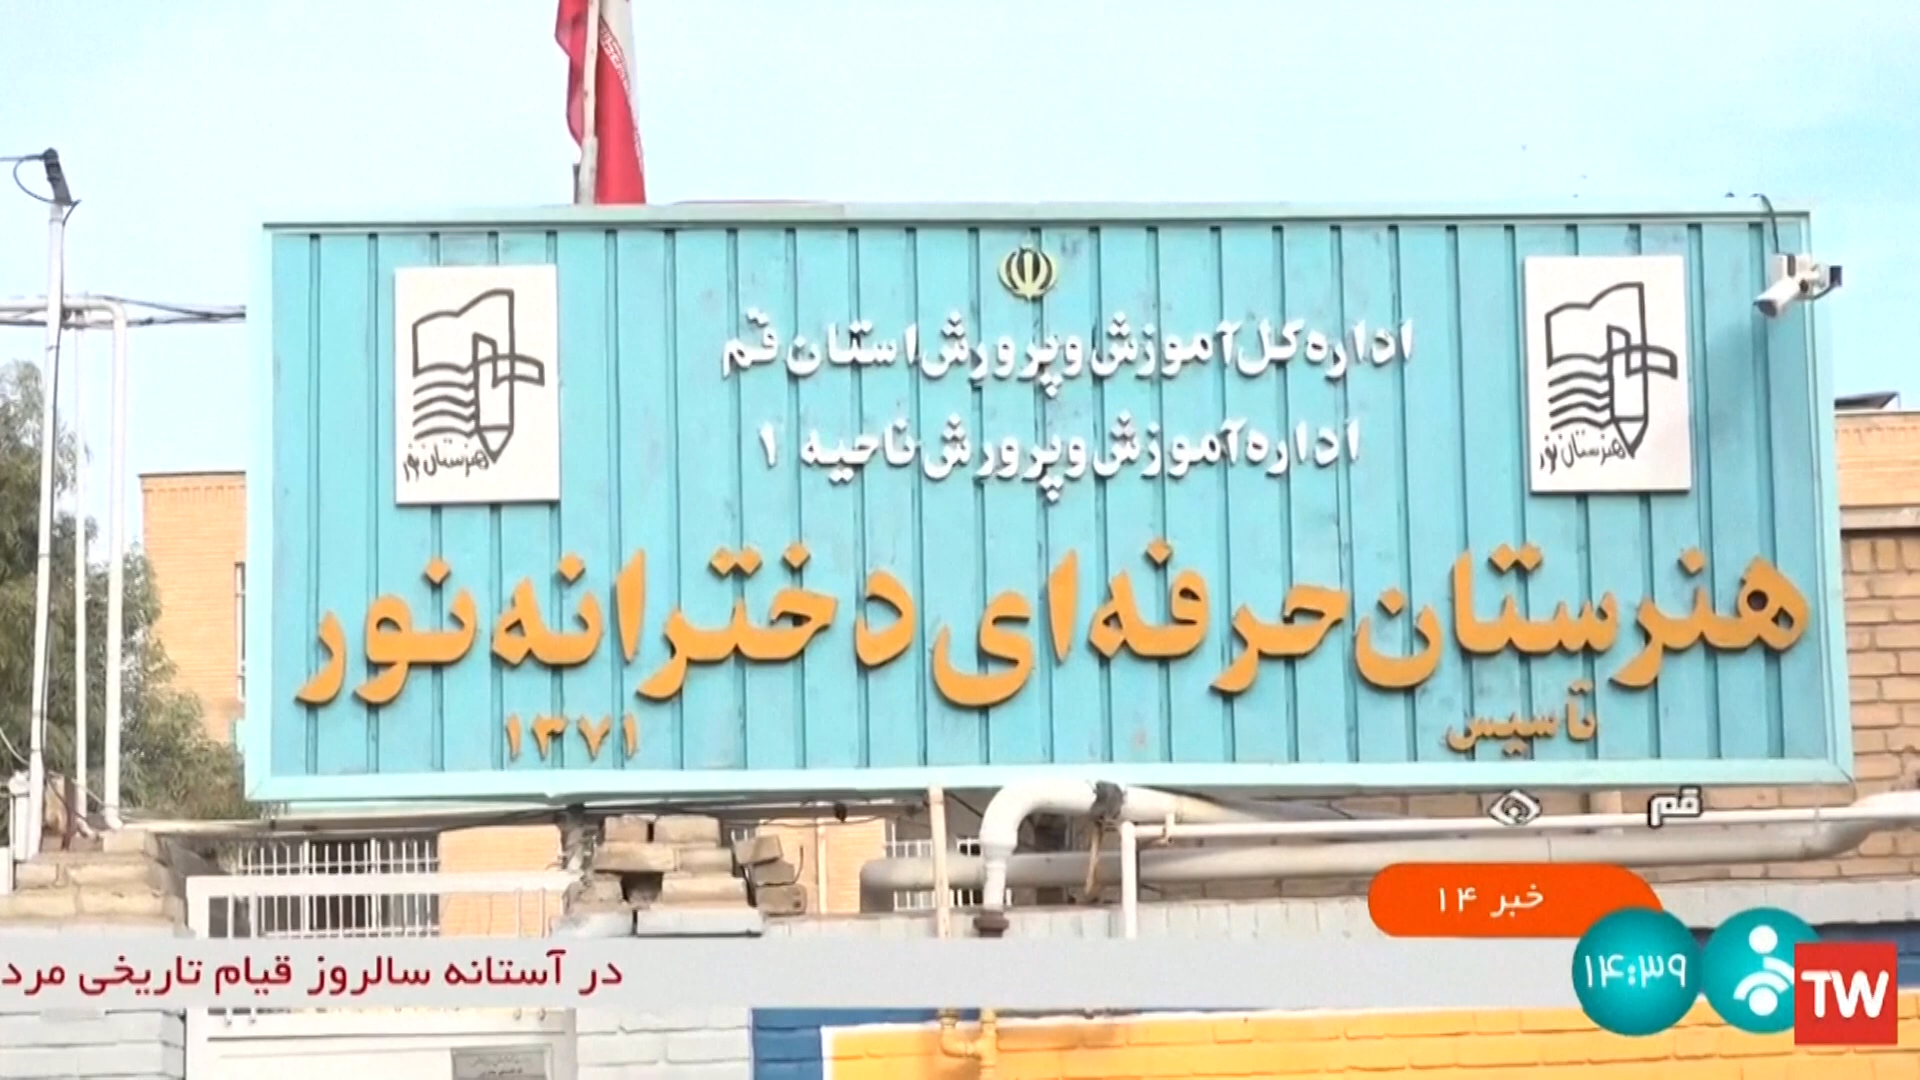 اداره کل آموزش و پرورش استان قم
اداره آموزش و پرورش ناحیه ۱
هنرستان نور
هنرستان نور
هنرستان حرفه ای دخترانه نور
تاسیس
۱۳۷۱
قم
خبر ۱۴
۱۴:۳۹
TW
در آستانه سالروز قیام تاریخی مرد